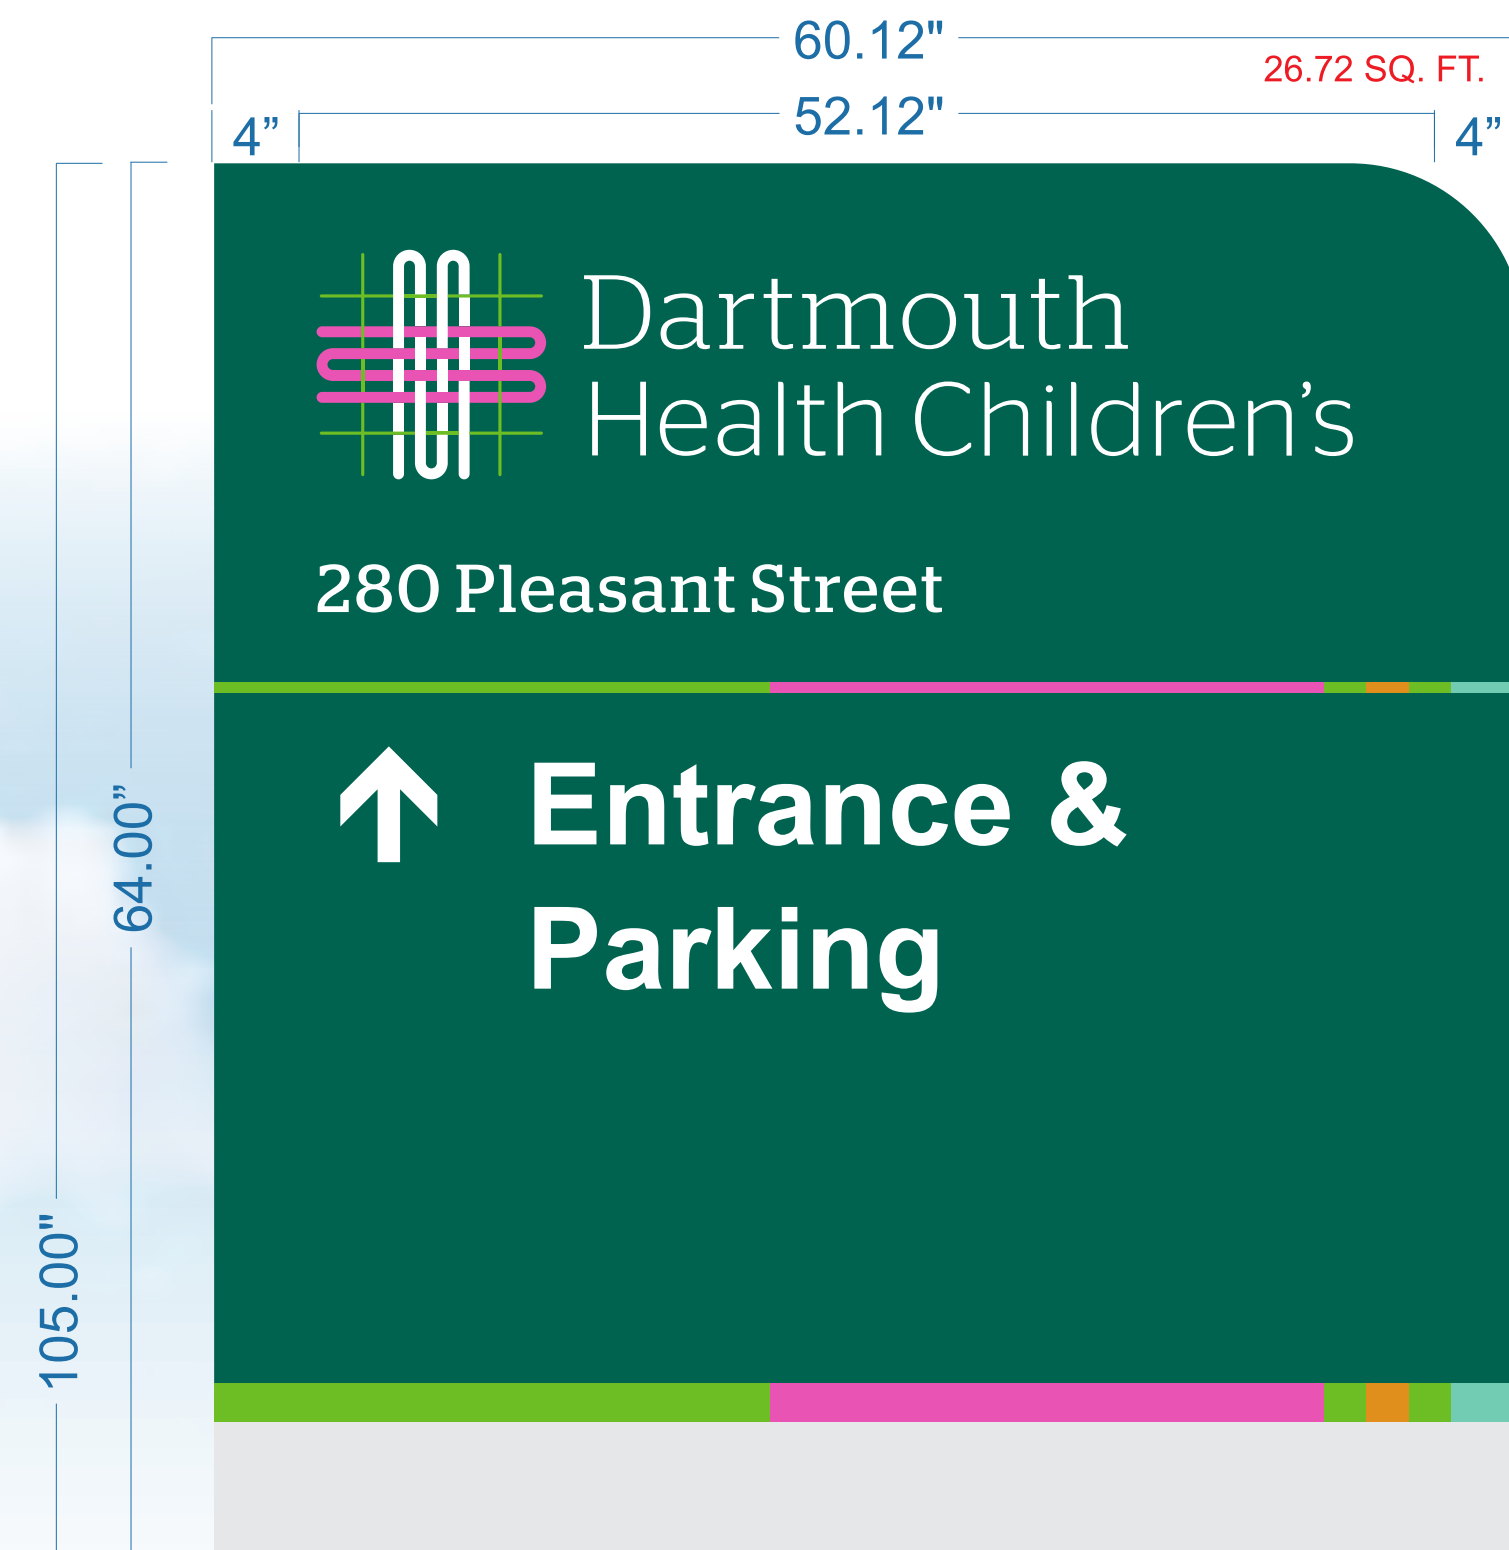 60.12"
26.72 SQ. FT.
52.12"
4”
4”
Dartmouth
Health Children’s
280 Pleasant Street
Entrance &
Parking
64.00”
105.00"